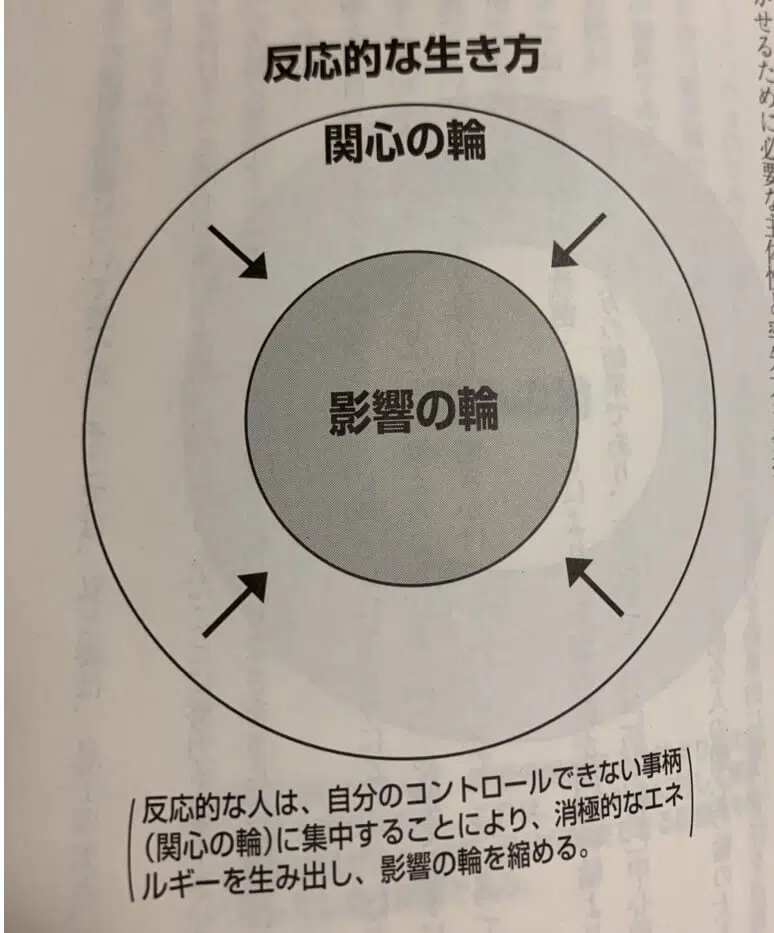 反応的な生き方
関心の輪
影響の輪
反応的な人は、自分のコントロールできない事柄
(関心の輪)に集中することにより、消極的なエネ
ルギーを生み出し、影響の輪を縮める。
せるために必要な主体性